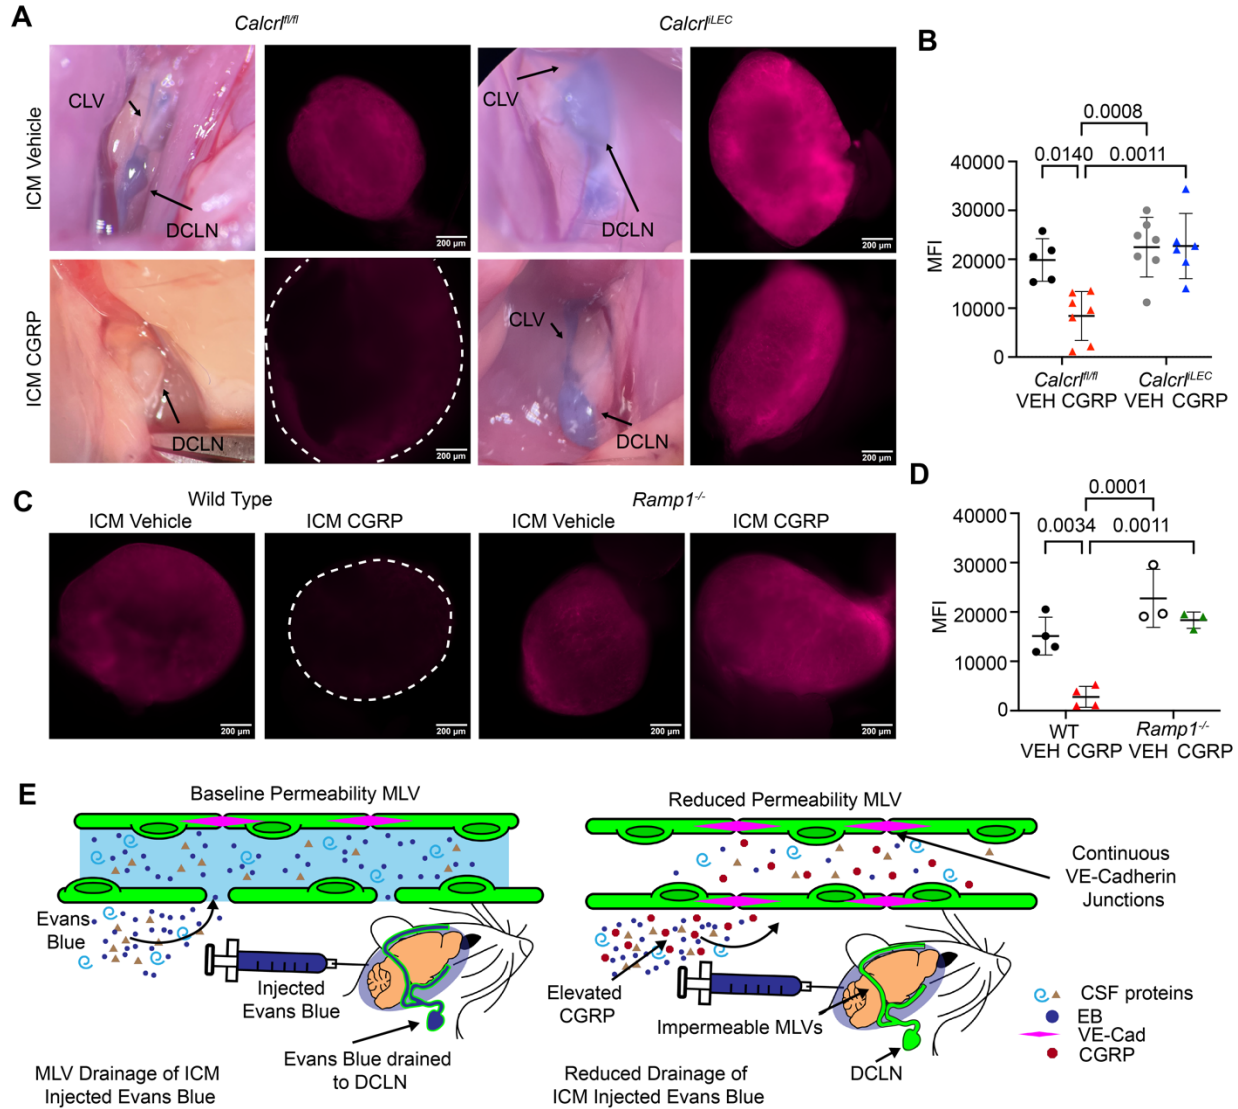 A
Calcrl^fl/fl
Calcrl^iLEC
ICM Vehicle
CLV
DCLN
200 µm
CLV
DCLN
200 µm
ICM CGRP
DCLN
200 µm
CLV
DCLN
200 µm
B
0.0008
0.0140
0.0011
40000
30000
20000
10000
0
MFI
Calcrl^fl/fl
Calcrl^iLEC
VEH CGRP
VEH CGRP
C
Wild Type
Ramp1^-/-
ICM Vehicle
ICM CGRP
ICM Vehicle
ICM CGRP
200 µm
200 µm
200 µm
200 µm
D
0.0001
0.0034
0.0011
40000
30000
20000
10000
0
MFI
WT
Ramp1^-/-
VEH CGRP
VEH CGRP
E
Baseline Permeability MLV
Evans
Blue
Injected
Evans Blue
Evans Blue drained
to DCLN
MLV Drainage of ICM
Injected Evans Blue
Reduced Permeability MLV
Continuous
VE-Cadherin
Junctions
Elevated
CGRP
Impermeable MLVs
DCLN
Reduced Drainage of
ICM Injected Evans Blue
CSF proteins
EB
VE-Cad
CGRP